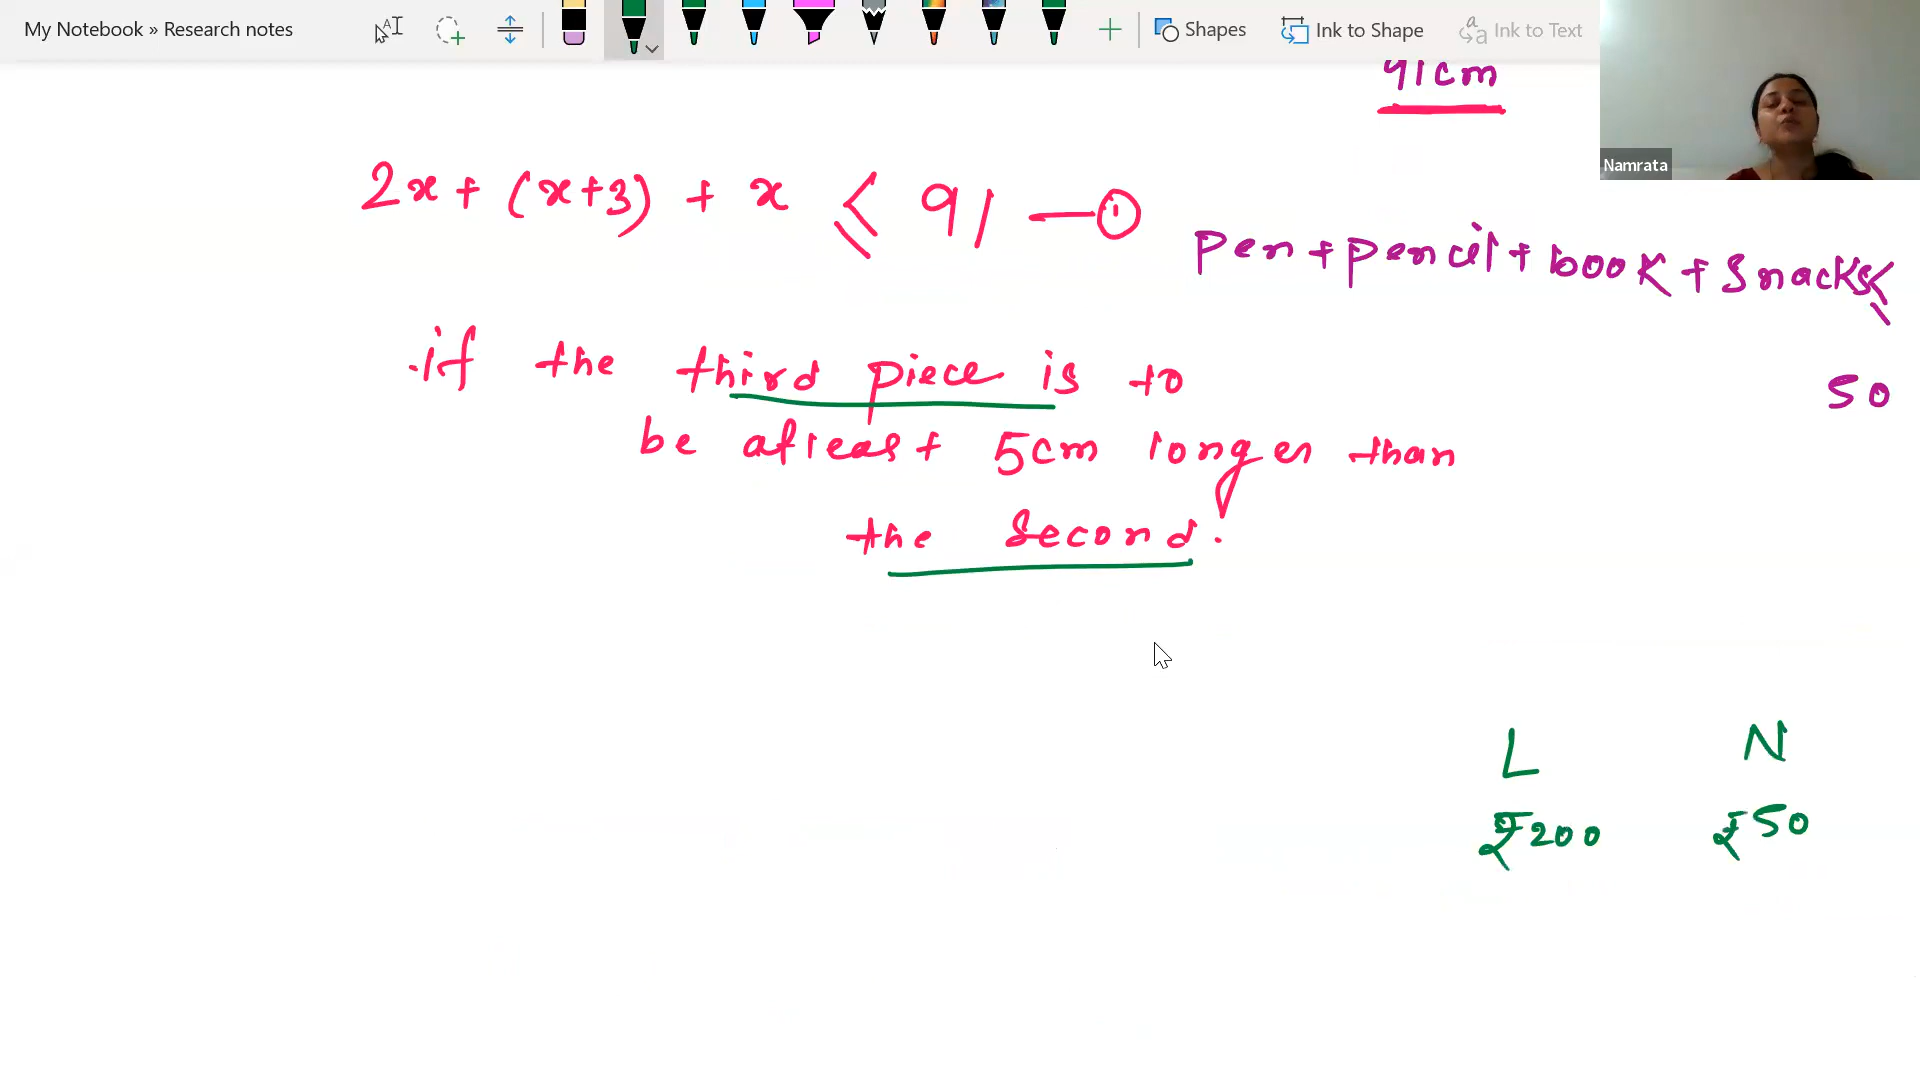 My Notebook » Research notes
Shapes
Ink to Shape
Ink to Text
Namrata
91cm
2x + (x+3) + x ≤ 91 — ①
Pen + Pencil + book + Snacks ≤
50
if the third piece is to
be atleast 5cm longer than
the second.
L N
₹200 ₹50